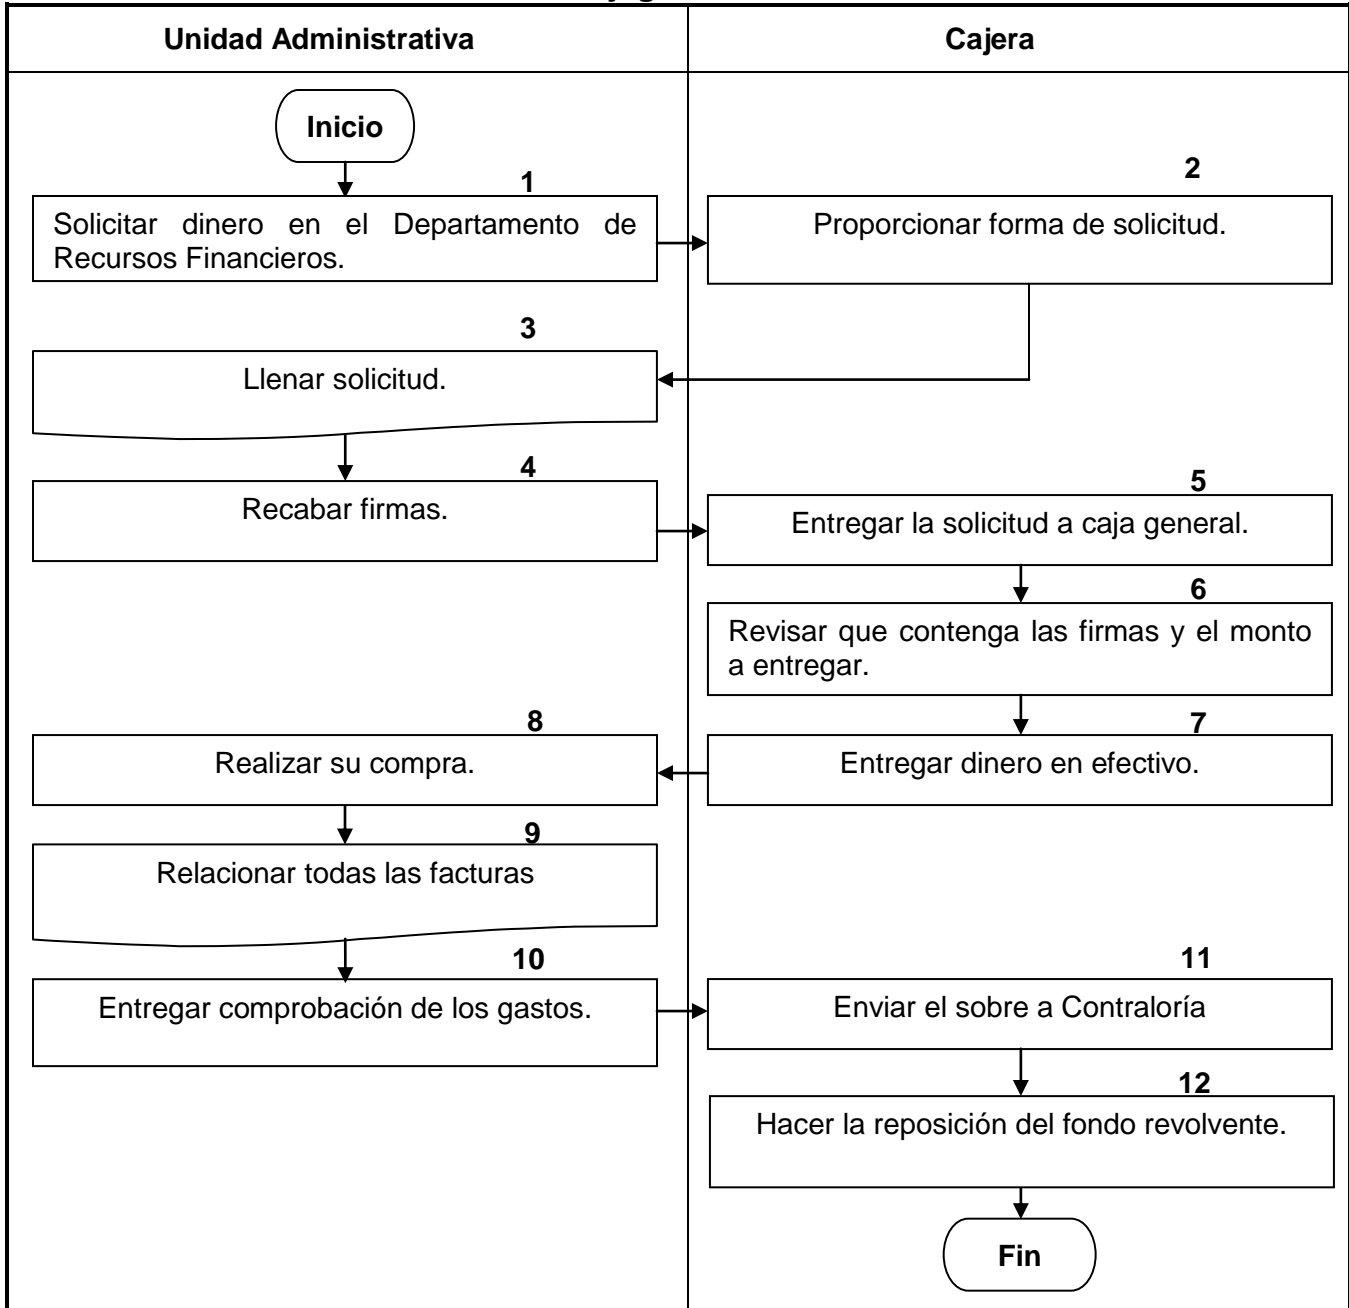 Unidad Administrativa
Cajera
Inicio
1
Solicitar dinero en el Departamento de
Recursos Financieros.
2
Proporcionar forma de solicitud.
3
Llenar solicitud.
4
Recabar firmas.
5
Entregar la solicitud a caja general.
6
Revisar que contenga las firmas y el monto
a entregar.
7
Entregar dinero en efectivo.
8
Realizar su compra.
9
Relacionar todas las facturas
10
Entregar comprobación de los gastos.
11
Enviar el sobre a Contraloría
12
Hacer la reposición del fondo revolvente.
Fin